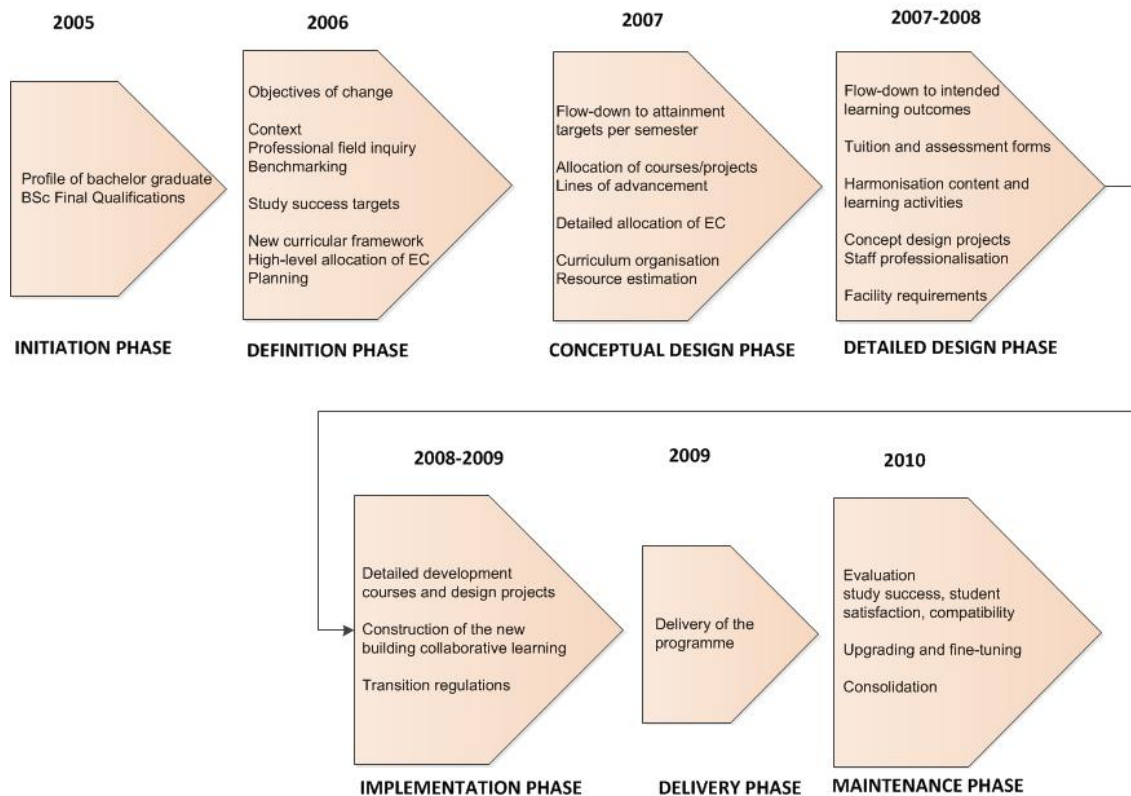 2005
Profile of bachelor graduate
BSc Final Qualifications
INITIATION PHASE
2006
Objectives of change
Context
Professional field inquiry
Benchmarking
Study success targets
New curricular framework
High-level allocation of EC
Planning
DEFINITION PHASE
2007
Flow-down to attainment
targets per semester
Allocation of courses/projects
Lines of advancement
Detailed allocation of EC
Curriculum organisation
Resource estimation
CONCEPTUAL DESIGN PHASE
2007-2008
Flow-down to intended
learning outcomes
Tuition and assessment forms
Harmonisation content and
learning activities
Concept design projects
Staff professionalisation
Facility requirements
DETAILED DESIGN PHASE
2008-2009
Detailed development
courses and design projects
Construction of the new
building collaborative learning
Transition regulations
IMPLEMENTATION PHASE
2009
Delivery of the
programme
DELIVERY PHASE
2010
Evaluation
study success, student
satisfaction, compatibility
Upgrading and fine-tuning
Consolidation
MAINTENANCE PHASE